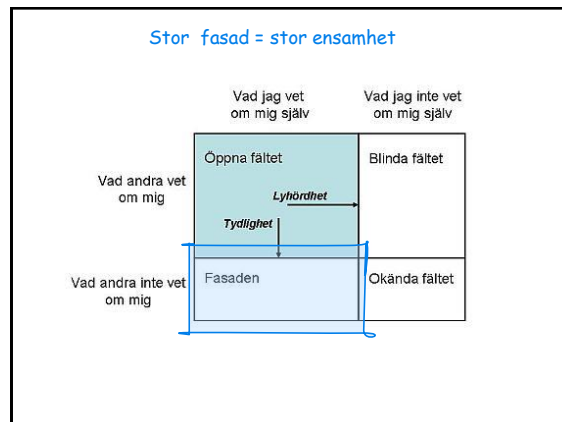 Stor fasad = stor ensamhet
Vad jag vet
om mig själv
Vad jag inte vet
om mig själv
Vad andra vet
om mig
Öppna fältet
Blinda fältet
Lyhördhet
Tydlighet
Vad andra inte vet
om mig
Fasaden
Okända fältet